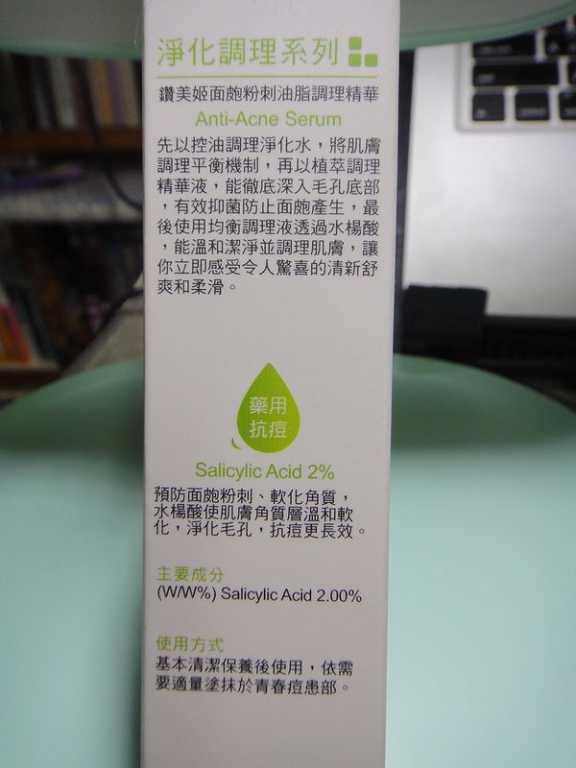 淨化調理系列
鑽美姬面皰粉刺油脂調理精華
Anti-Acne Serum
先以控油調理淨化水，將肌膚
調理平衡機制，再以植萃調理
精華液，能徹底深入毛孔底部
，有效抑菌防止面皰產生，最
後使用均衡調理液透過水楊酸
，能溫和潔淨並調理肌膚，讓
你立即感受令人驚喜的清新舒
爽和柔滑。
藥用
抗痘
Salicylic Acid 2%
預防面皰粉刺、軟化角質，
水楊酸使肌膚角質層溫和軟
化，淨化毛孔，抗痘更長效。
主要成分
(W/W%) Salicylic Acid 2.00%
使用方式
基本清潔保養後使用，依需
要適量塗抹於青春痘患部。